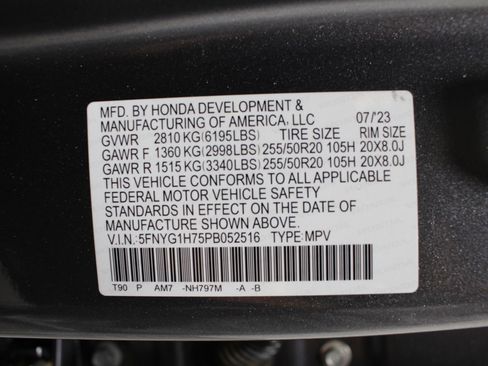 MFD. BY HONDA DEVELOPMENT &
MANUFACTURING OF AMERICA, LLC 07/'23
GVWR 2810 KG(6195LBS) TIRE SIZE RIM SIZE
GAWR F 1360 KG(2998LBS) 255/50R20 105H 20X8.0J
GAWR R 1515 KG(3340LBS) 255/50R20 105H 20X8.0J
THIS VEHICLE CONFORMS TO ALL APPLICABLE
FEDERAL MOTOR VEHICLE SAFETY
STANDARDS IN EFFECT ON THE DATE OF
MANUFACTURE SHOWN ABOVE.
V.I.N.:5FNYG1H75PB052516 TYPE:MPV
T90 P AM7 -NH797M -A -B